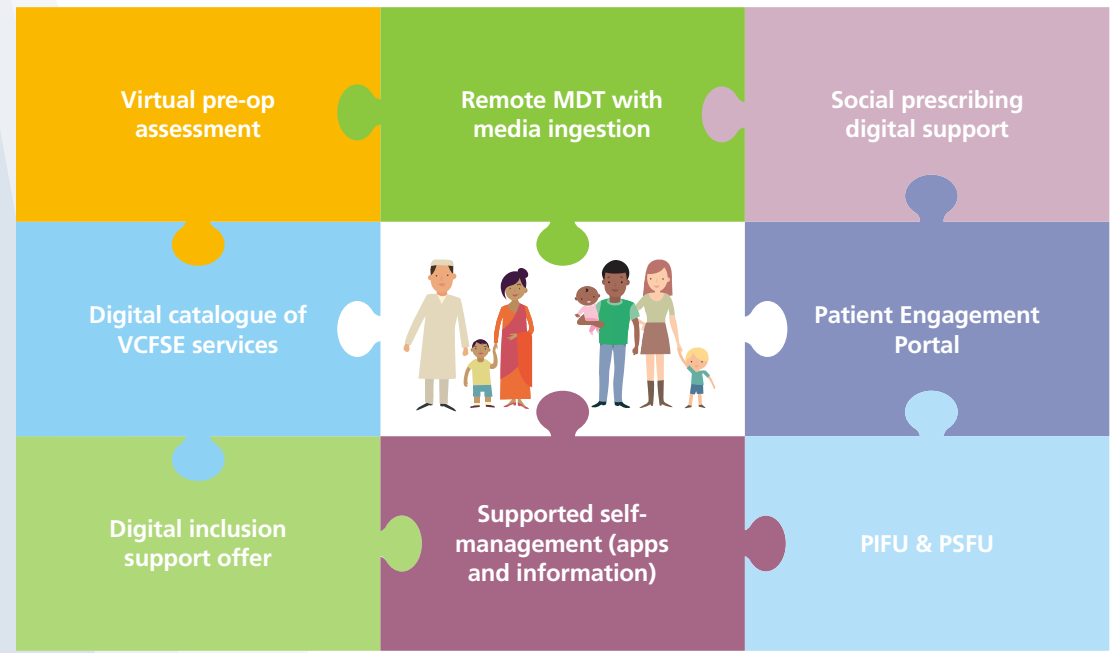 Virtual pre-op
assessment
Remote MDT with
media ingestion
Social prescribing
digital support
Digital catalogue of
VCFSE services
Patient Engagement
Portal
Digital inclusion
support offer
Supported self-
management (apps
and information)
PIFU & PSFU